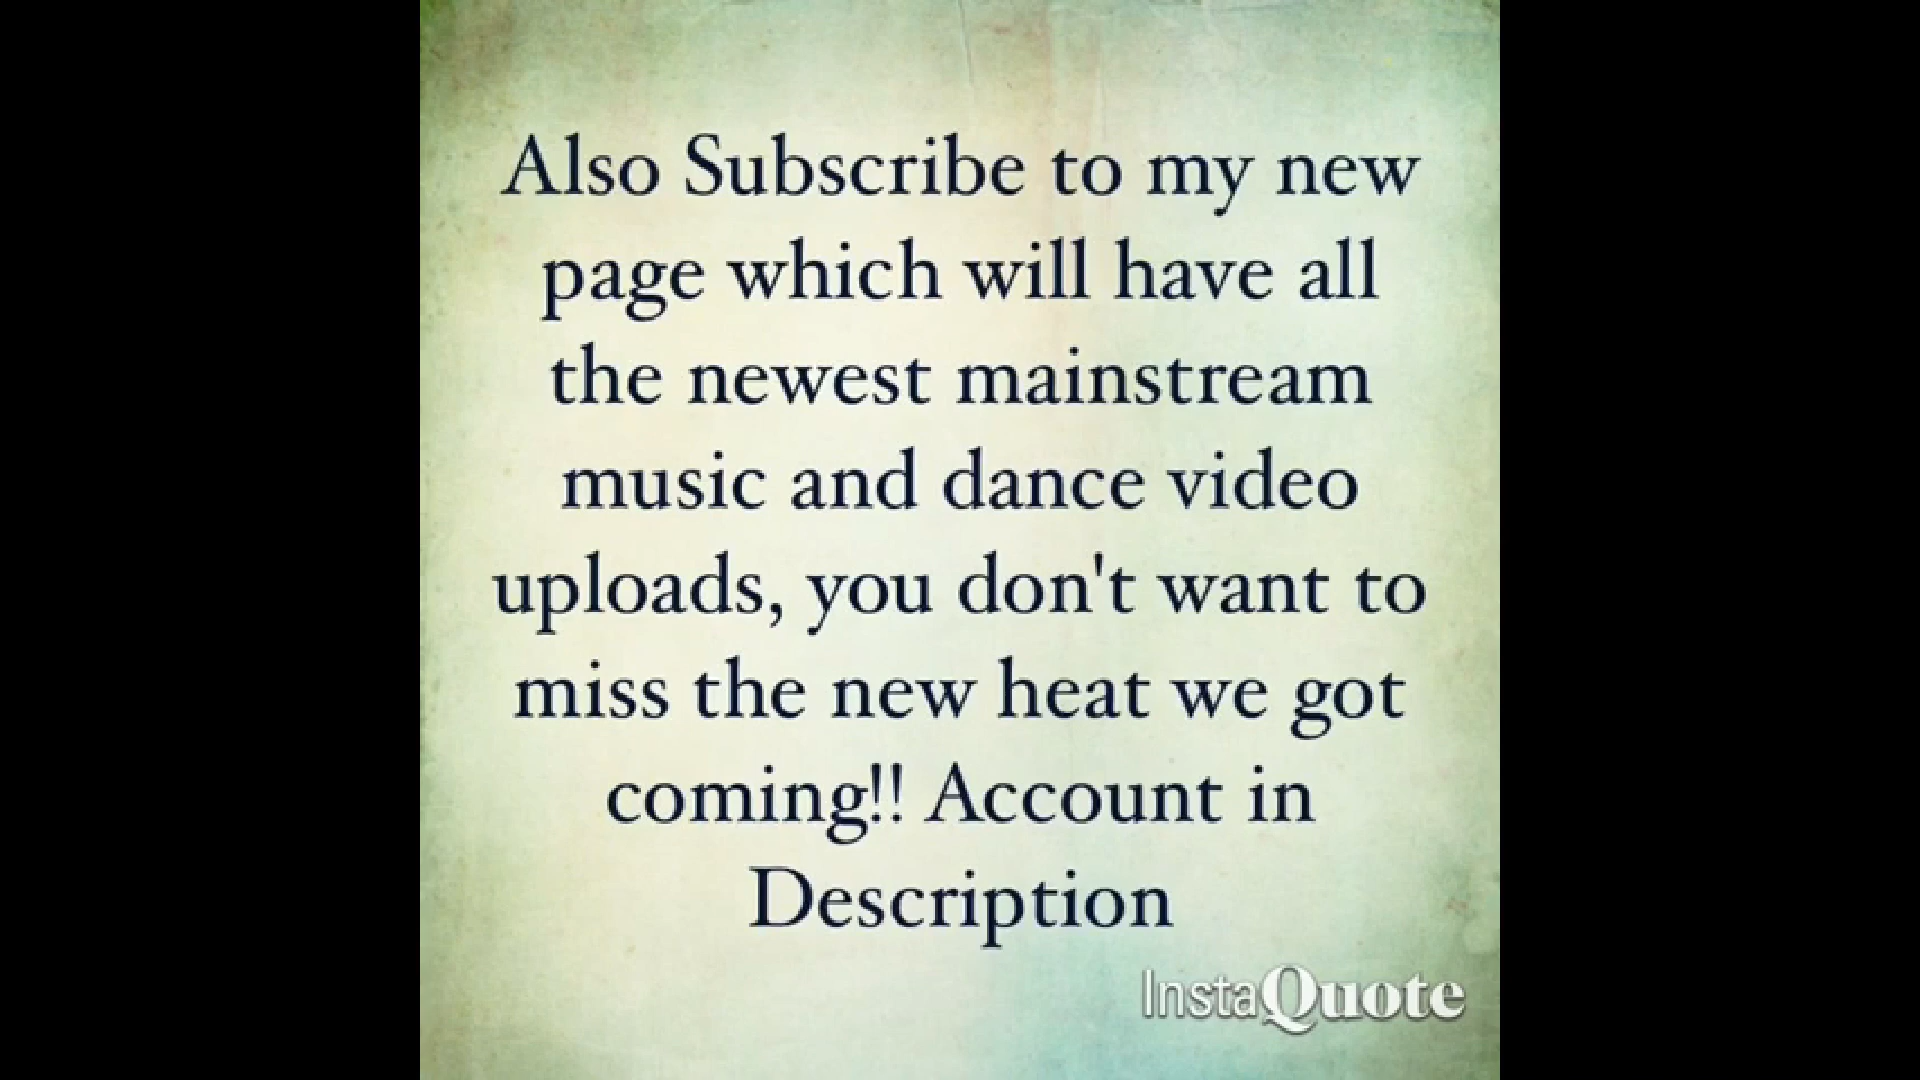 Also Subscribe to my new
page which will have all
the newest mainstream
music and dance video
uploads, you don't want to
miss the new heat we got
coming!! Account in
Description
InstaQuote